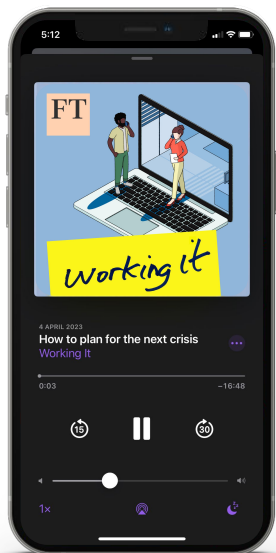 5:12
FT
Working it
4 APRIL 2023
How to plan for the next crisis
Working It
0:03
−16:48
15
30
1×